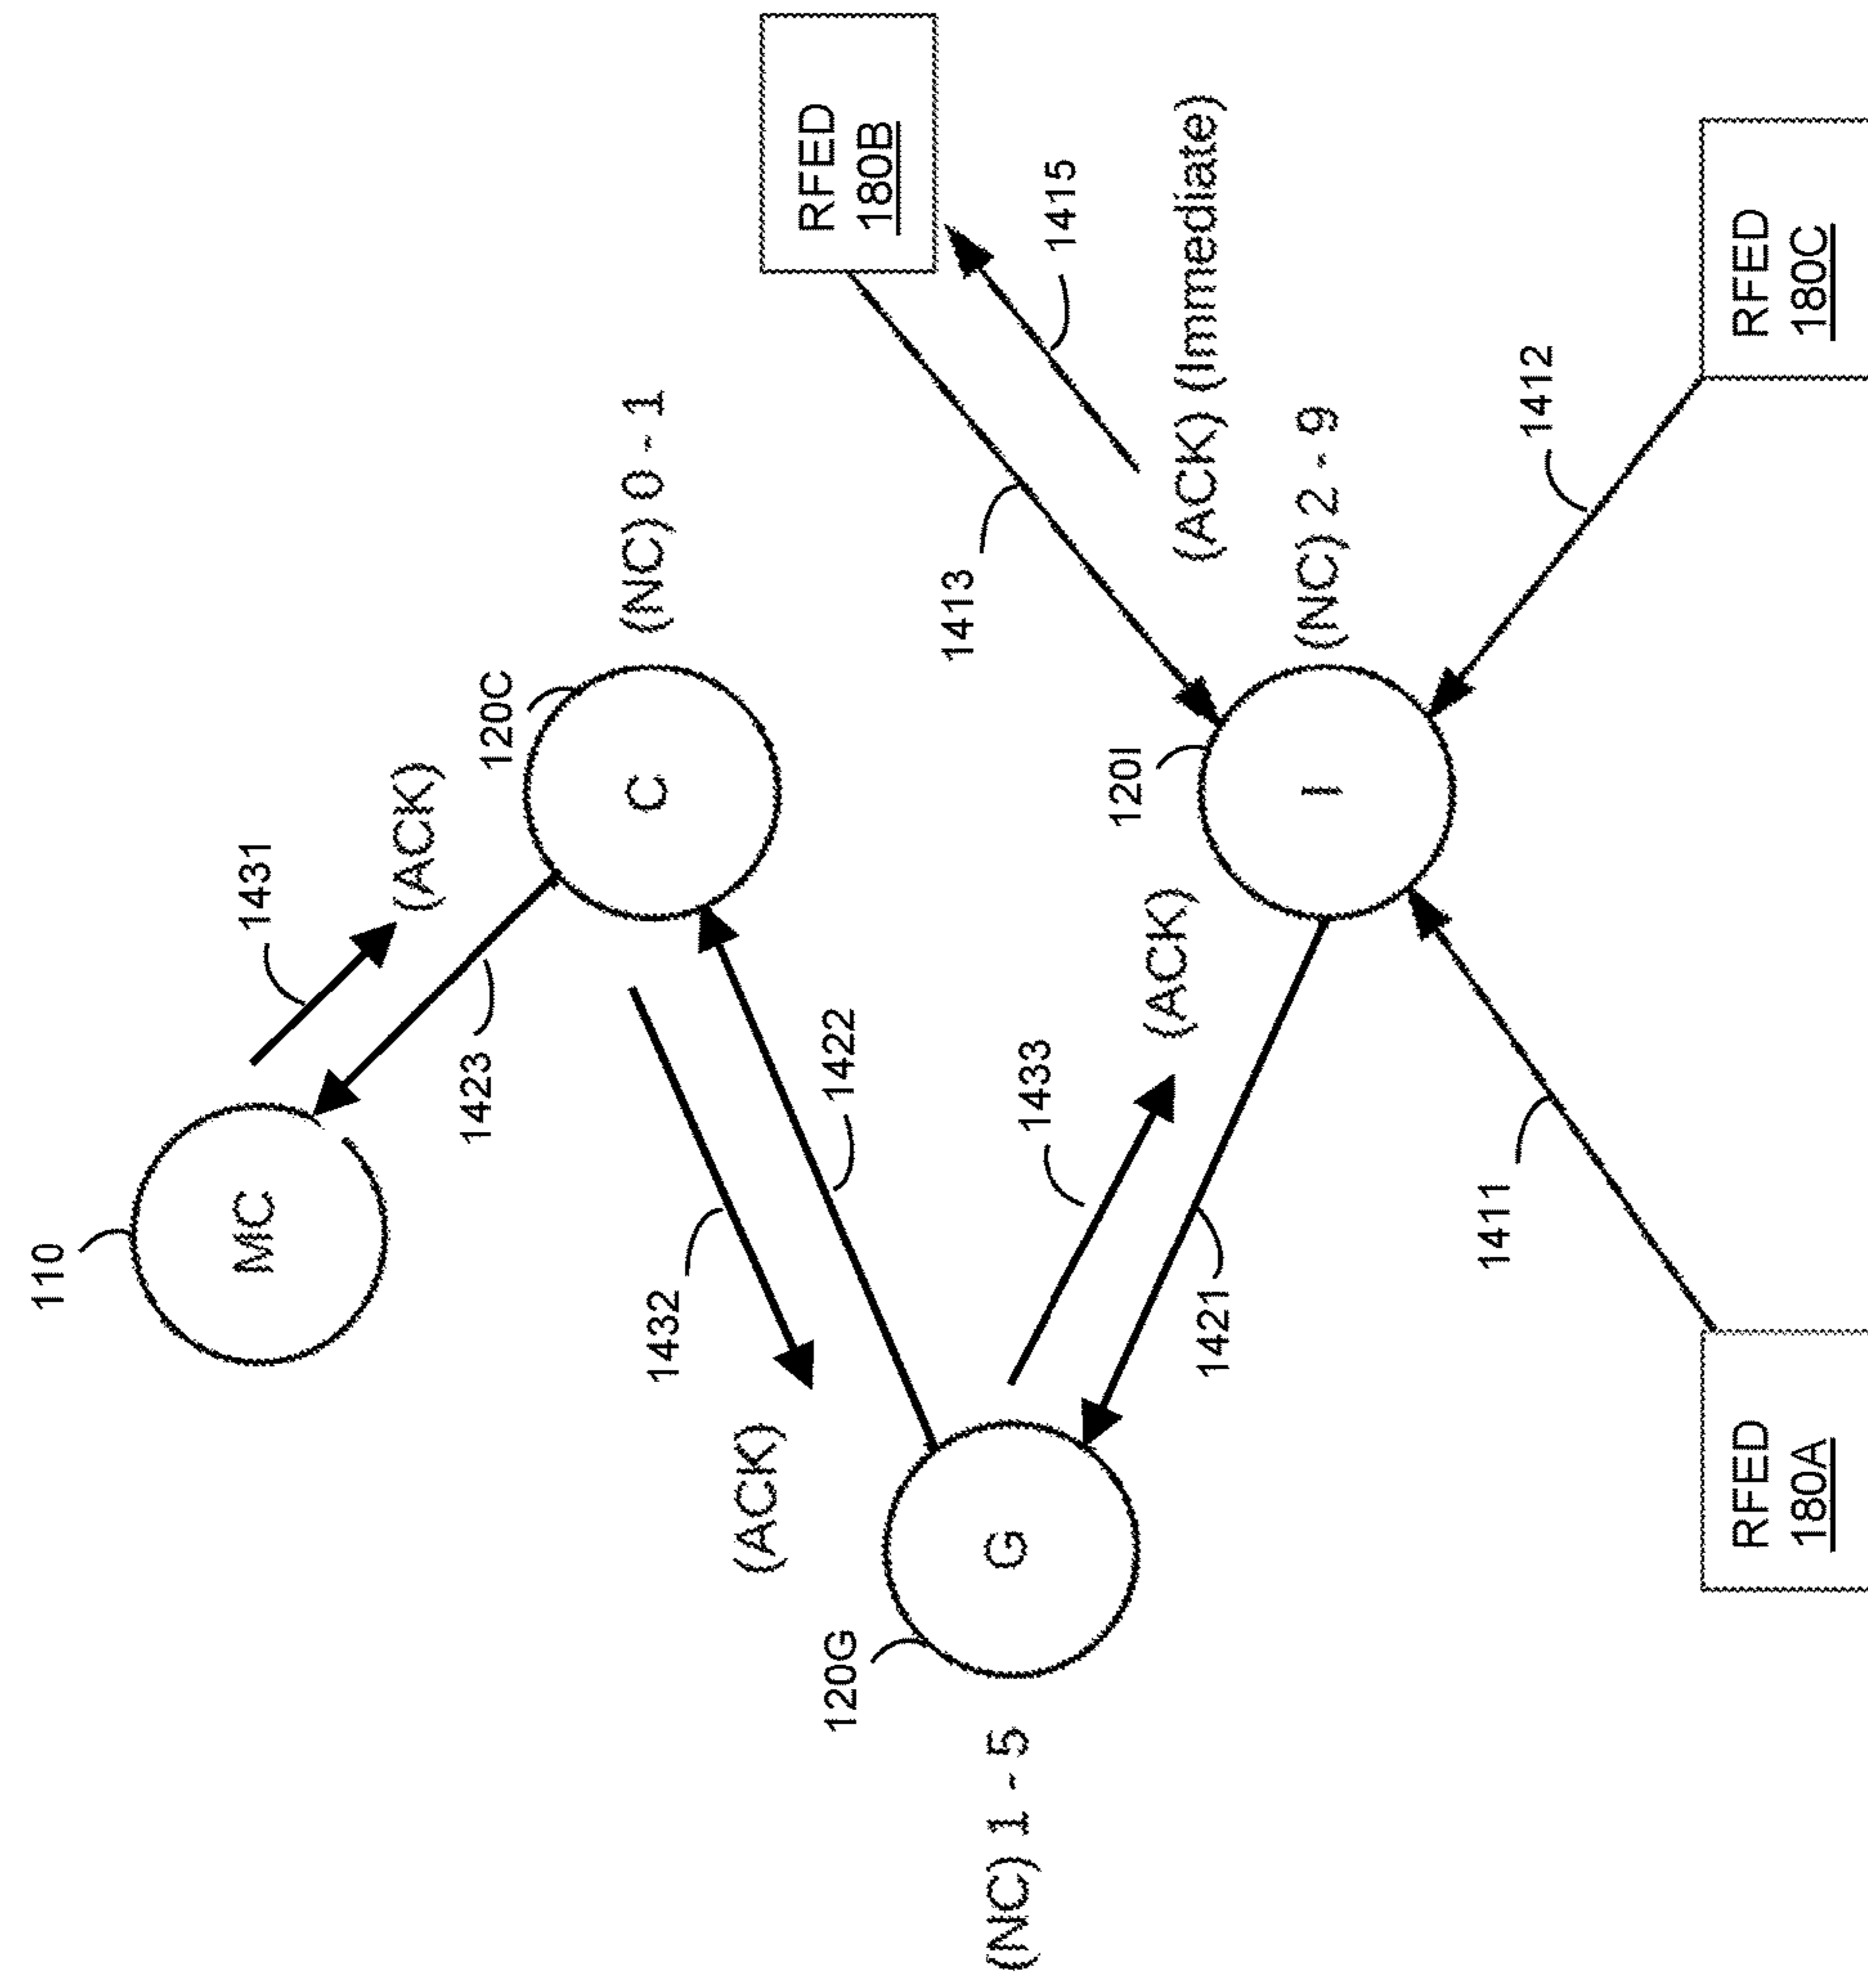 110
MC
1431
(ACK)
1423
120C
C
(NC) 0 - 1
1432
(ACK)
1422
RFED
180B
1413
1415
(ACK) (Immediate)
120G
G
(NC) 1 - 5
1433
(ACK)
1421
120I
I
(NC) 2 - 9
1411
1412
RFED
180A
RFED
180C